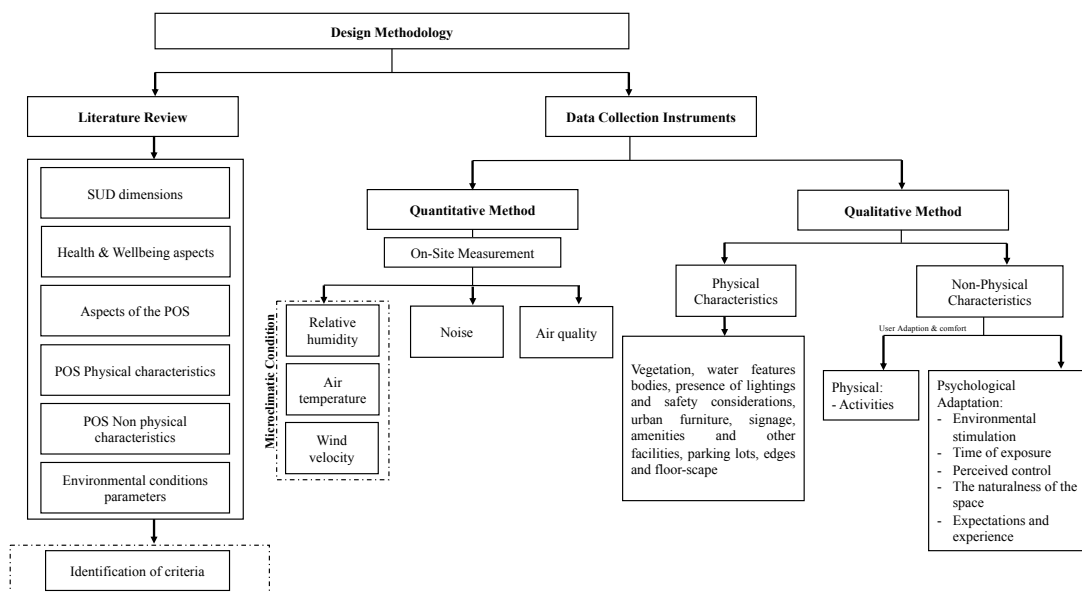 Design Methodology
Literature Review
SUD dimensions
Health & Wellbeing aspects
Aspects of the POS
POS Physical characteristics
POS Non physical
characteristics
Environmental conditions
parameters
Identification of criteria
Data Collection Instruments
Quantitative Method
On-Site Measurement
Microclimatic Condition
Relative
humidity
Air
temperature
Wind
velocity
Noise
Air quality
Qualitative Method
Physical
Characteristics
Vegetation, water features
bodies, presence of lightings
and safety considerations,
urban furniture, signage,
amenities and other
facilities, parking lots, edges
and floor-scape
Non-Physical
Characteristics
User Adaption & comfort
Physical:
- Activities
Psychological
Adaptation:
- Environmental
stimulation
- Time of exposure
- Perceived control
- The naturalness of the
space
- Expectations and
experience